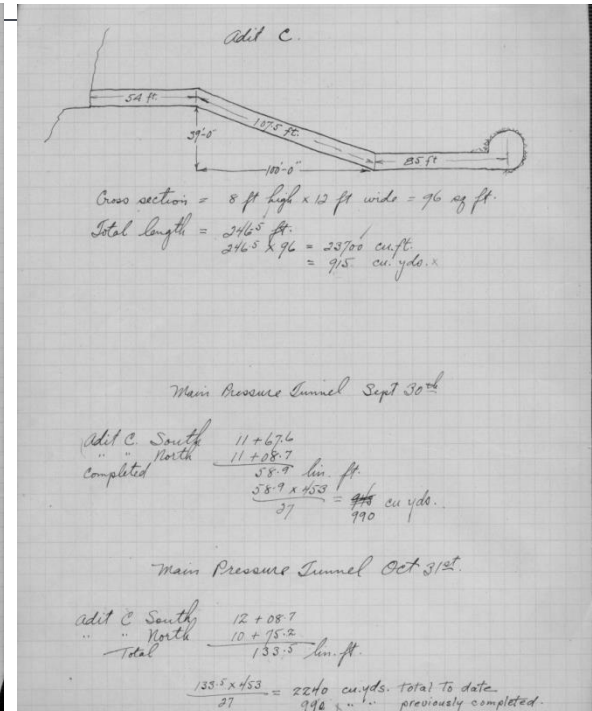 Adit C.
54 ft.
107.5 ft.
39'-0"
100'-0"
85 ft
Cross section = 8 ft high x 12 ft wide = 96 sq ft.
Total length = 246.5 ft.
246.5 x 96 = 23700 cu.ft.
= 915 cu. yds. x
Main Pressure Tunnel Sept 30th
Adit C. South 11 + 67.6
" " North 11 + 08.7
Completed 58.9 lin. ft.
58.9 x 453
27
= 990 cu yds.
Main Pressure Tunnel Oct 31st.
Adit C South 12 + 08.7
" " North 10 + 75.2
Total 133.5 lin. ft.
133.5 x 453
27
= 2240 cu. yds. total to date
990 x " " previously completed.